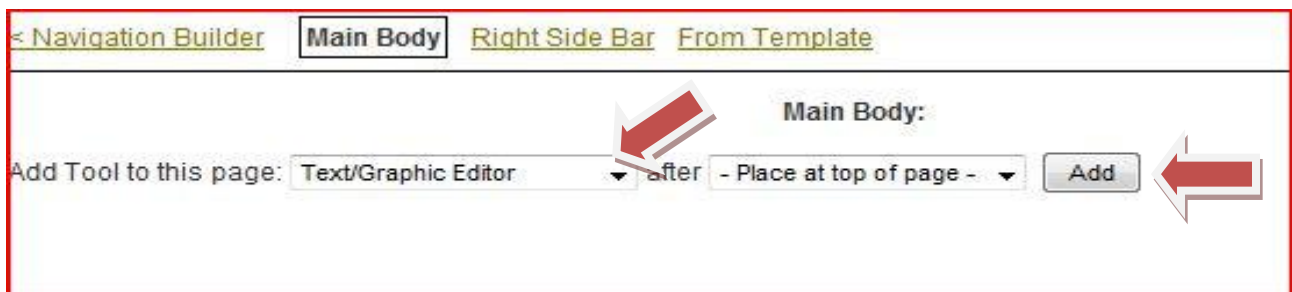 < Navigation Builder Main Body Right Side Bar From Template
Main Body:
Add Tool to this page: Text/Graphic Editor after - Place at top of page - Add